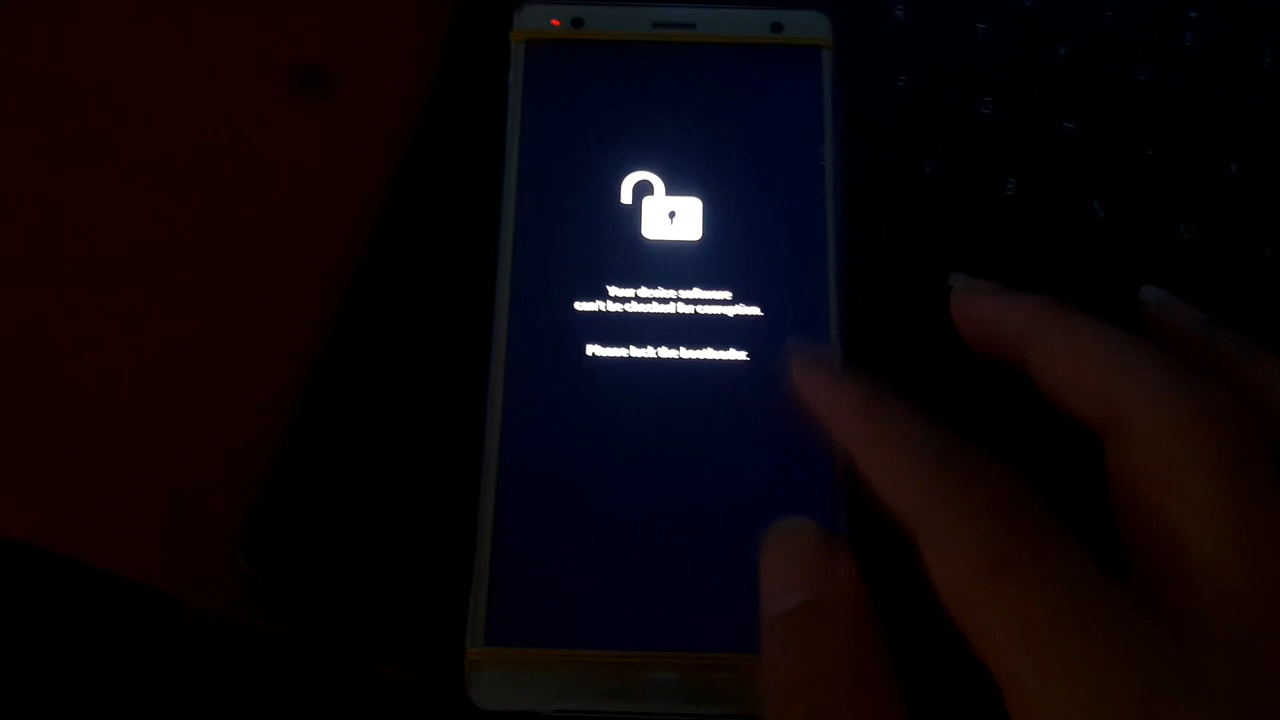 Your device software
can't be checked for corruption.
Please lock the bootloader.